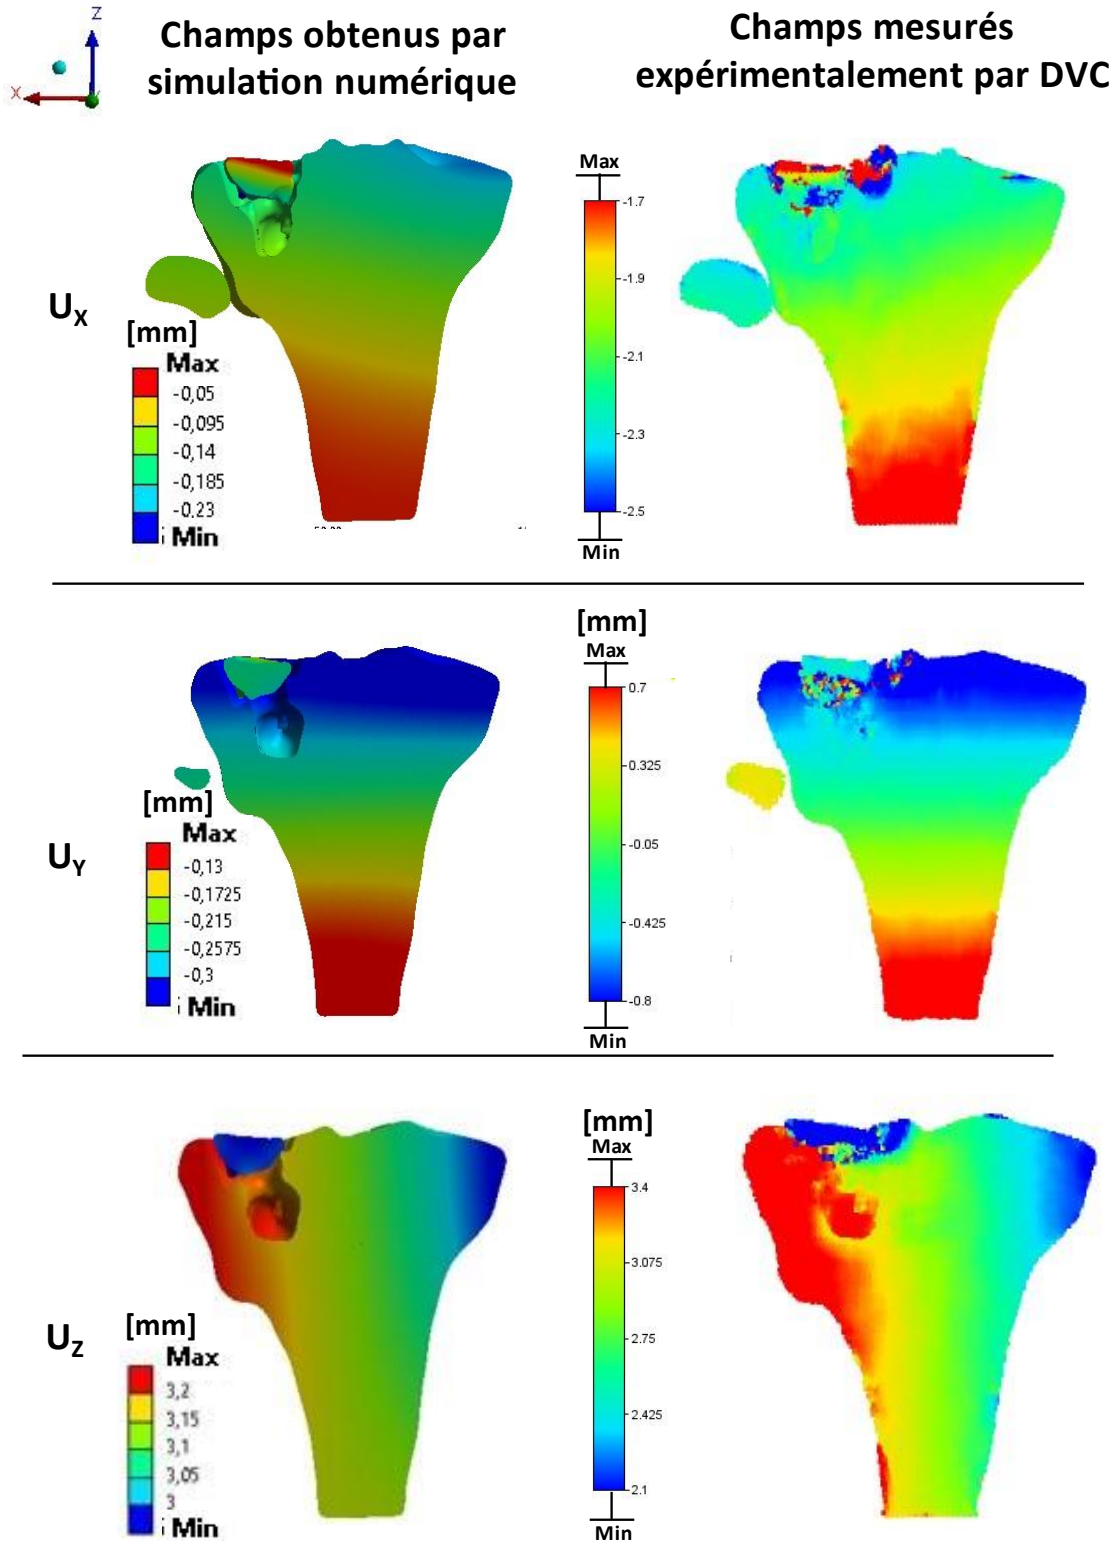 Z
X
Champs obtenus par
simulation numérique
Champs mesurés
expérimentalement par DVC
U_X
[mm]
Max
-0,05
-0,095
-0,14
-0,185
-0.23
Min
Max
-1.7
-1.9
-2.1
-2.3
-2.5
Min
U_Y
[mm]
Max
-0,13
-0,1725
-0,215
-0,2575
-0,3
Min
[mm]
Max
0.7
0.325
-0.05
-0.425
-0.8
Min
U_Z
[mm]
Max
3,2
3,15
3,1
3,05
3
Min
[mm]
Max
3.4
3.075
2.75
2.425
2.1
Min